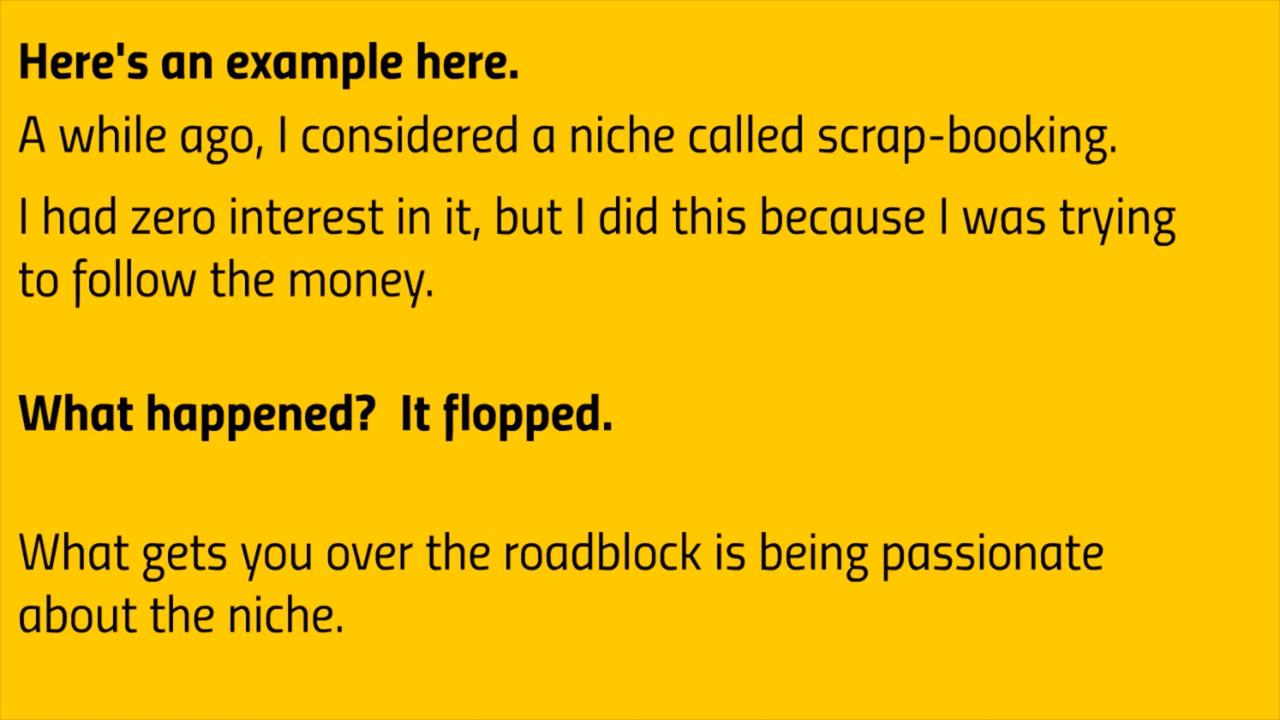 Here's an example here.
A while ago, I considered a niche called scrap-booking.
I had zero interest in it, but I did this because I was trying
to follow the money.
What happened?  It flopped.
What gets you over the roadblock is being passionate
about the niche.